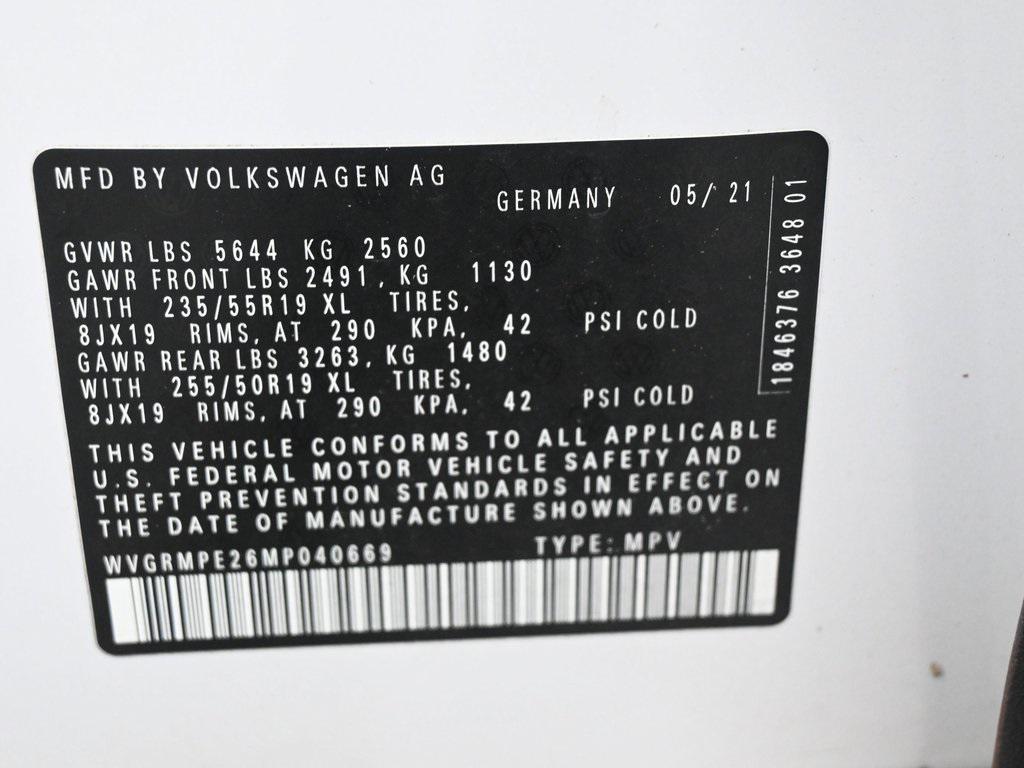 MFD BY VOLKSWAGEN AG
GERMANY 05/ 21
GVWR LBS 5644 KG 2560
GAWR FRONT LBS 2491, KG 1130
WITH 235/55R19 XL TIRES,
8JX19 RIMS, AT 290 KPA, 42 PSI COLD
GAWR REAR LBS 3263, KG 1480
WITH 255/50R19 XL TIRES,
8JX19 RIMS, AT 290 KPA, 42 PSI COLD
THIS VEHICLE CONFORMS TO ALL APPLICABLE
U.S. FEDERAL MOTOR VEHICLE SAFETY AND
THEFT PREVENTION STANDARDS IN EFFECT ON
THE DATE OF MANUFACTURE SHOWN ABOVE.
WVGRMPE26MP040669 TYPE: MPV
1846376 3648 01